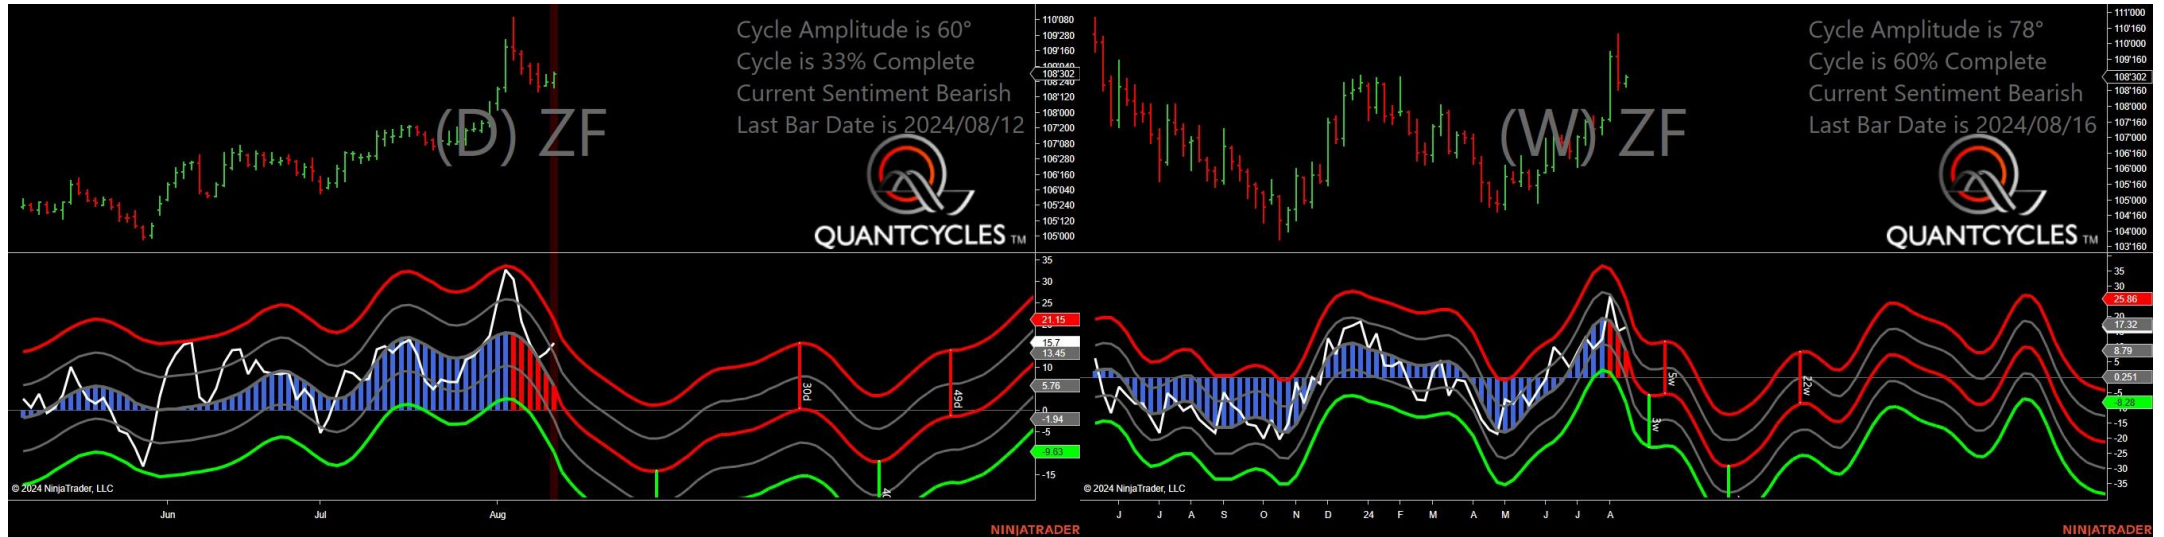 Cycle Amplitude is 60°
Cycle is 33% Complete
Current Sentiment Bearish
Last Bar Date is 2024/08/12
(D) ZF
QUANTCYCLES TM
110'080
109'280
109'160
109'040
108'302
108'240
108'120
108'000
107'200
107'080
106'280
106'160
106'040
105'240
105'120
105'000
35
30
25
21.15
15.7
13.45
10
5.76
0
-1.94
-5
-9.63
-15
30d
49d
© 2024 NinjaTrader, LLC
Jun
Jul
Aug
NINJATRADER
Cycle Amplitude is 78°
Cycle is 60% Complete
Current Sentiment Bearish
Last Bar Date is 2024/08/16
(W) ZF
QUANTCYCLES TM
111'000
110'160
110'000
109'160
108'302
108'160
108'000
107'160
107'000
106'160
106'000
105'160
105'000
104'160
104'000
103'160
35
30
25.86
20
17.32
8.79
5
0.251
-5
-8.28
-10
-15
-20
-25
-30
-35
5w
3w
22w
© 2024 NinjaTrader, LLC
J
J
A
S
O
N
D
24
F
M
A
M
J
J
A
NINJATRADER